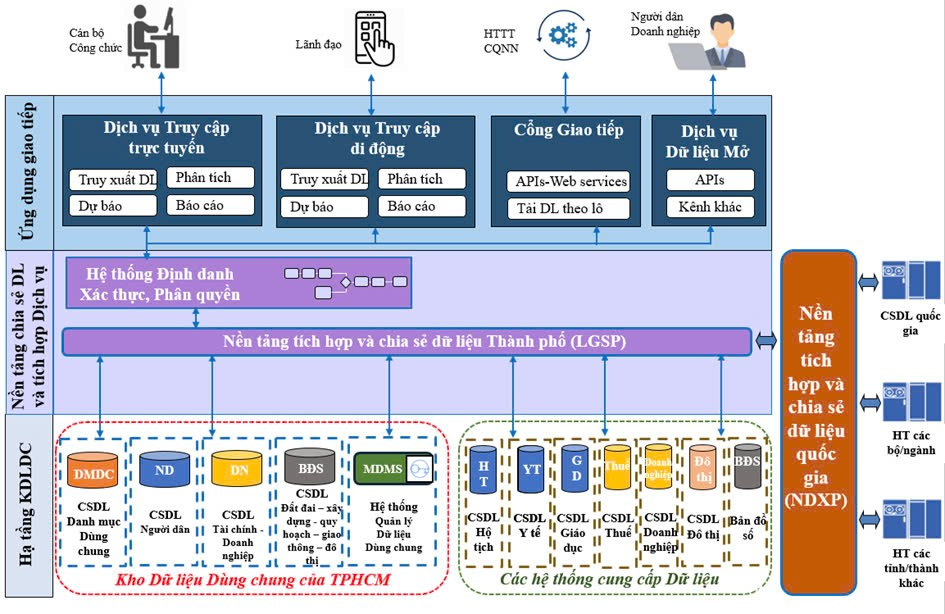 Cán bộ
Công chức
Lãnh đạo
HTTT
CQNN
Người dân
Doanh nghiệp
Ứng dụng giao tiếp
Dịch vụ Truy cập
trực tuyến
Truy xuất DL
Phân tích
Dự báo
Báo cáo
Dịch vụ Truy cập
di động
Truy xuất DL
Phân tích
Dự báo
Báo cáo
Cổng Giao tiếp
APIs-Web services
Tải DL theo lô
Dịch vụ
Dữ liệu Mở
APIs
Kênh khác
Nền tảng chia sẻ DL
và tích hợp Dịch vụ
Hệ thống Định danh
Xác thực, Phân quyền
Nền tảng tích hợp và chia sẻ dữ liệu Thành phố (LGSP)
Nền
tảng
tích
hợp và
chia sẻ
dữ liệu
quốc
gia
(NDXP)
CSDL quốc
gia
HT các
bộ/ngành
HT các
tỉnh/thành
khác
Hạ tầng KDLDC
DMDC
CSDL
Danh mục
Dùng
chung
ND
CSDL
Người dân
DN
CSDL
Tài chính -
Doanh
nghiệp
BĐS
CSDL
Đất đai – xây
dựng - quy
hoạch – giao
thông – đô
thị
MDMS
Hệ thống
Quản lý
Dữ liệu
Dùng chung
Kho Dữ liệu Dùng chung của TPHCM
H
T
CSDL
Hộ
tịch
YT
CSDL
Y tế
G
D
CSDL
Giáo
dục
Thuế
CSDL
Thuế
Doanh
nghiệp
CSDL
Doanh
nghiệp
Đô
thị
CSDL
Đô thị
BĐS
Bản đồ
số
Các hệ thống cung cấp Dữ liệu